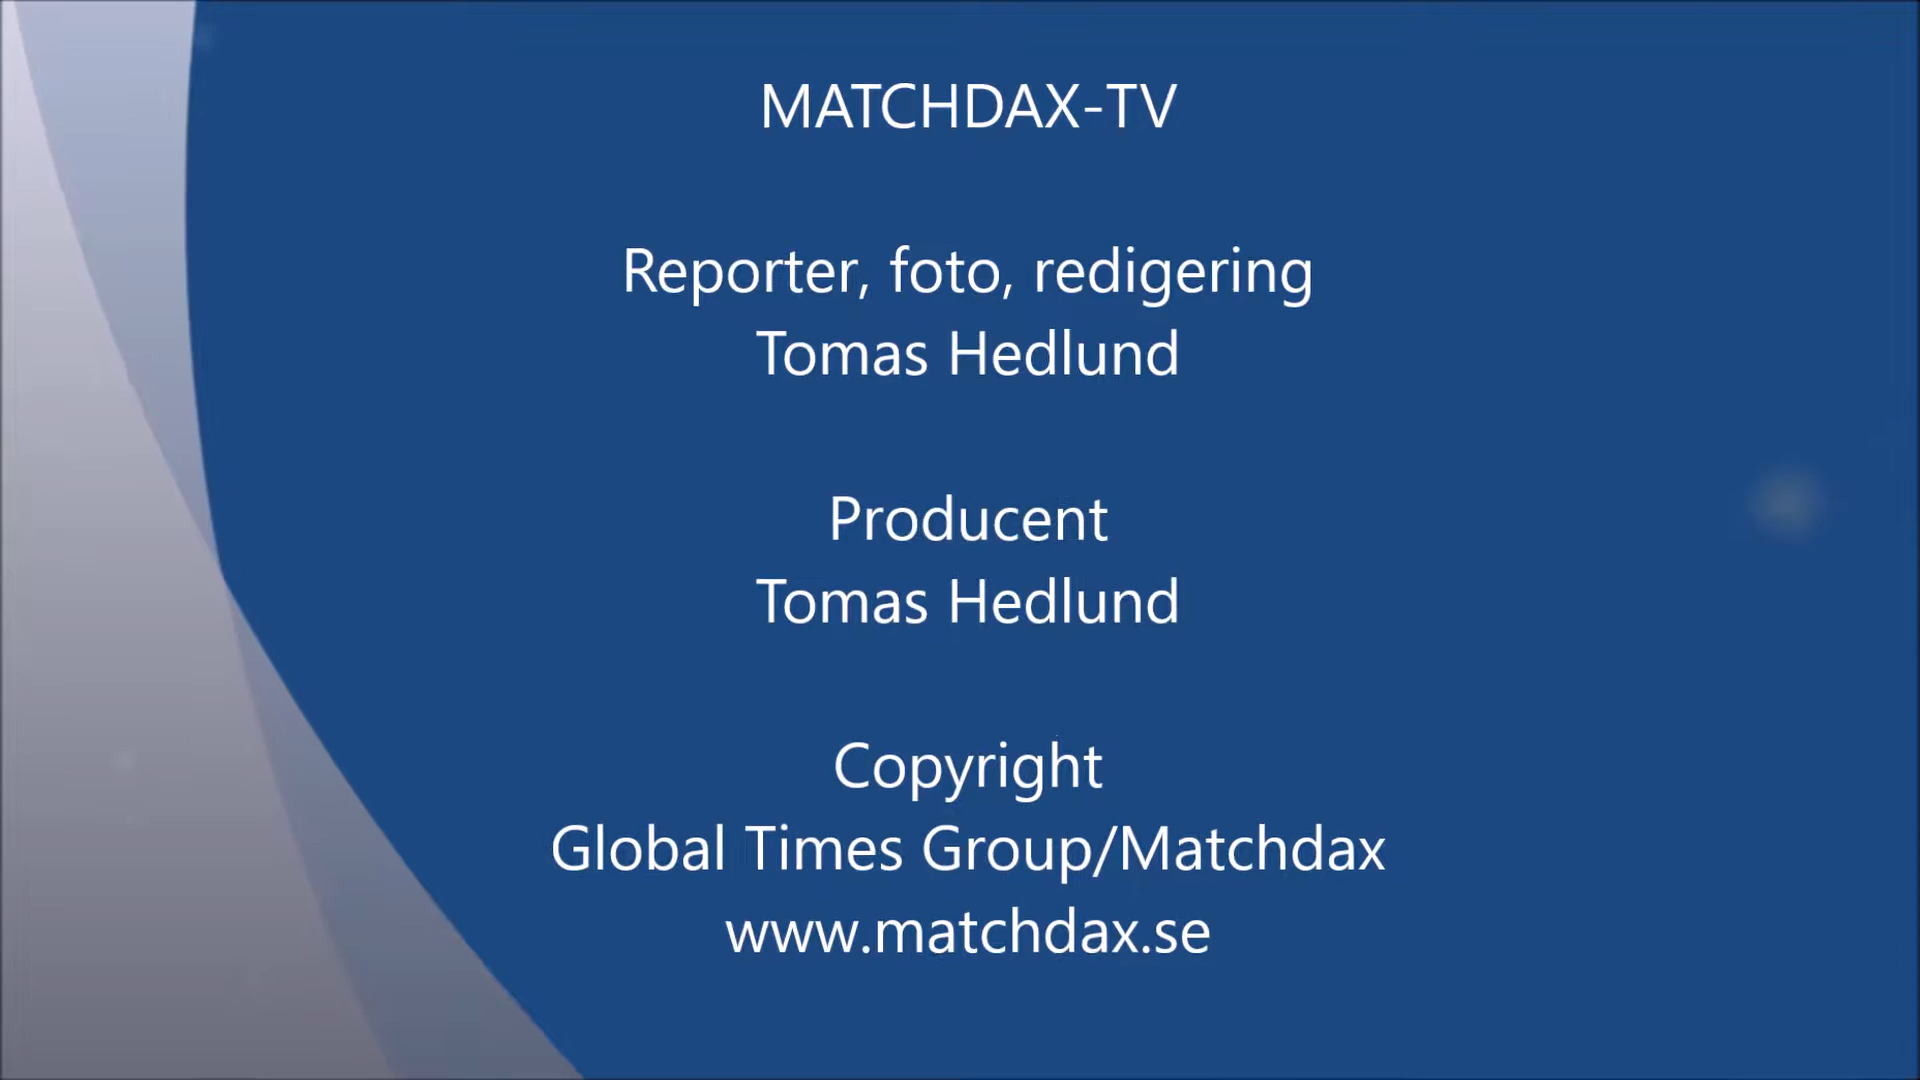 MATCHDAX-TV
Reporter, foto, redigering
Tomas Hedlund
Producent
Tomas Hedlund
Copyright
Global Times Group/Matchdax
www.matchdax.se